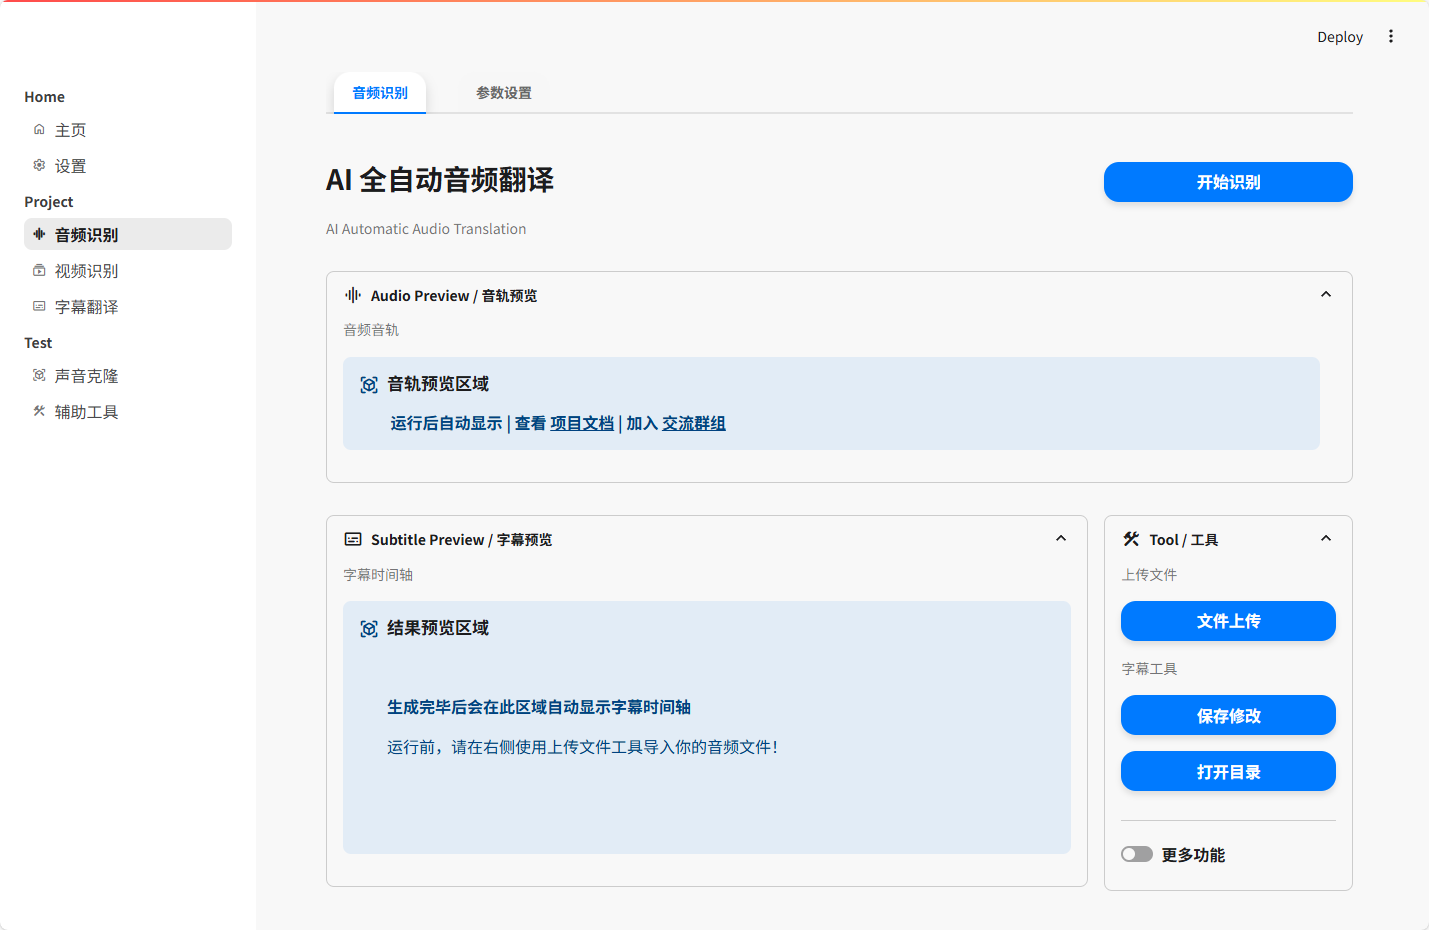 Deploy
Home
主页
设置
Project
音频识别
视频识别
字幕翻译
Test
声音克隆
辅助工具
音频识别
参数设置
AI 全自动音频翻译
开始识别
AI Automatic Audio Translation
Audio Preview / 音轨预览
音频音轨
音轨预览区域
运行后自动显示 | 查看 项目文档 | 加入 交流群组
Subtitle Preview / 字幕预览
字幕时间轴
结果预览区域
生成完毕后会在此区域自动显示字幕时间轴
运行前，请在右侧使用上传文件工具导入你的音频文件！
Tool / 工具
上传文件
文件上传
字幕工具
保存修改
打开目录
更多功能